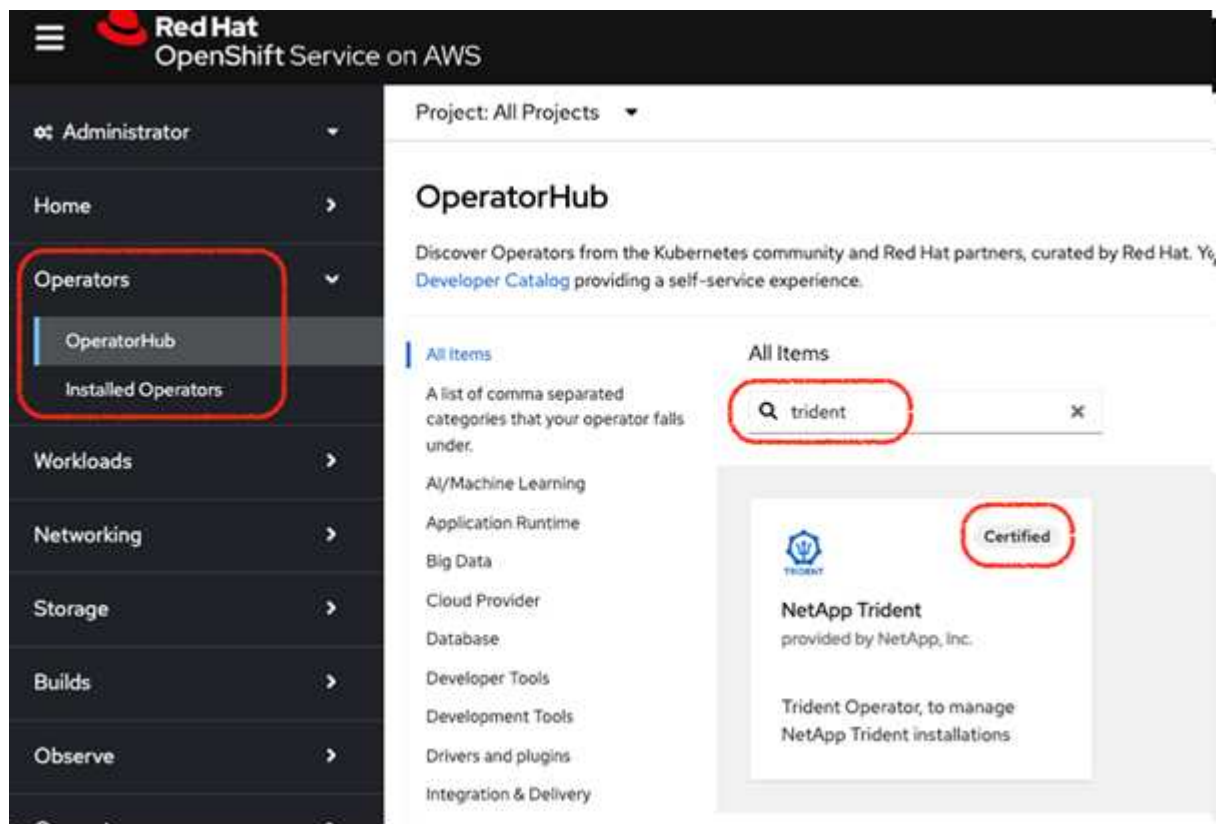 Red Hat
OpenShift Service on AWS
Administrator
Home
Operators
OperatorHub
Installed Operators
Workloads
Networking
Storage
Builds
Observe
Project: All Projects
OperatorHub
Discover Operators from the Kubernetes community and Red Hat partners, curated by Red Hat.
Developer Catalog providing a self-service experience.
All Items
A list of comma separated
categories that your operator falls
under.
AI/Machine Learning
Application Runtime
Big Data
Cloud Provider
Database
Developer Tools
Development Tools
Drivers and plugins
Integration & Delivery
All Items
trident
Certified
TRIDENT
NetApp Trident
provided by NetApp, Inc.
Trident Operator, to manage
NetApp Trident installations